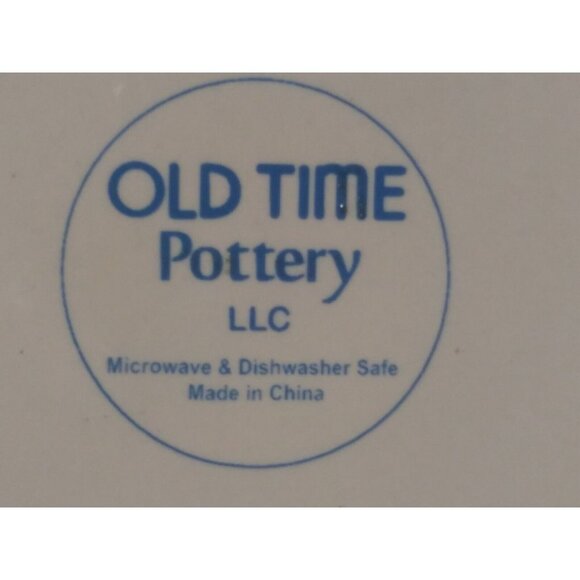 OLD TIME
Pottery
LLC
Microwave & Dishwasher Safe
Made in China